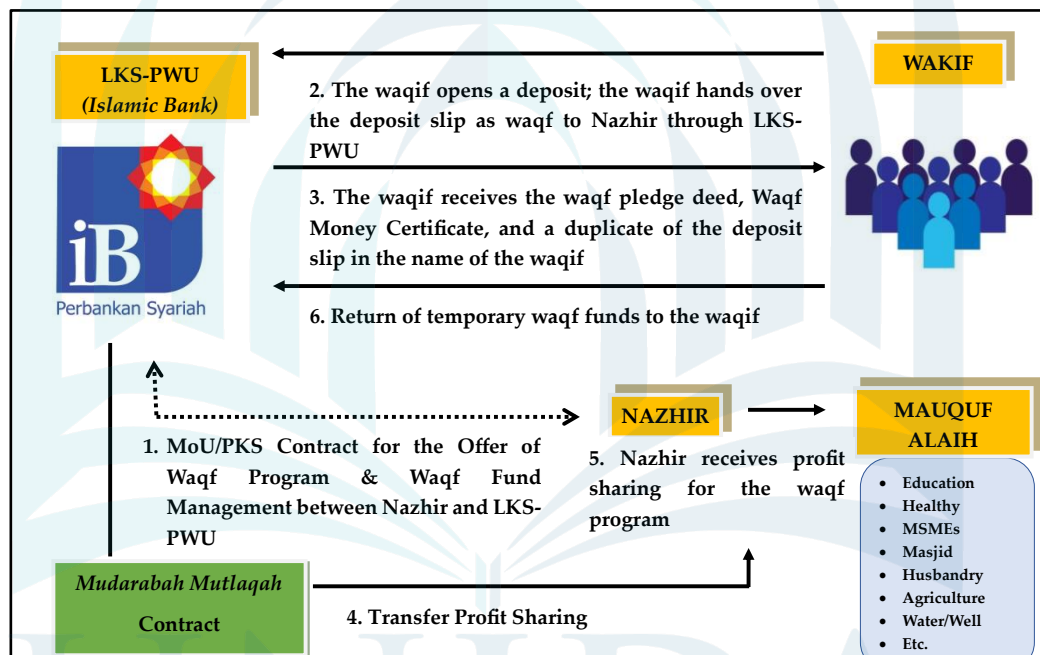 LKS-PWU
(Islamic Bank)
WAKIF
2. The waqif opens a deposit; the waqif hands over
the deposit slip as waqf to Nazhir through LKS-
PWU
3. The waqif receives the waqf pledge deed, Waqf
Money Certificate, and a duplicate of the deposit
slip in the name of the waqif
iB
Perbankan Syariah
6. Return of temporary waqf funds to the waqif
NAZHIR
MAUQUF
ALAIH
1. MoU/PKS Contract for the Offer of
Waqf Program & Waqf Fund
Management between Nazhir and LKS-
PWU
5. Nazhir receives profit
sharing for the waqf
program
• Education
• Healthy
• MSMEs
• Masjid
• Husbandry
• Agriculture
• Water/Well
• Etc.
Mudarabah Mutlaqah
Contract
4. Transfer Profit Sharing